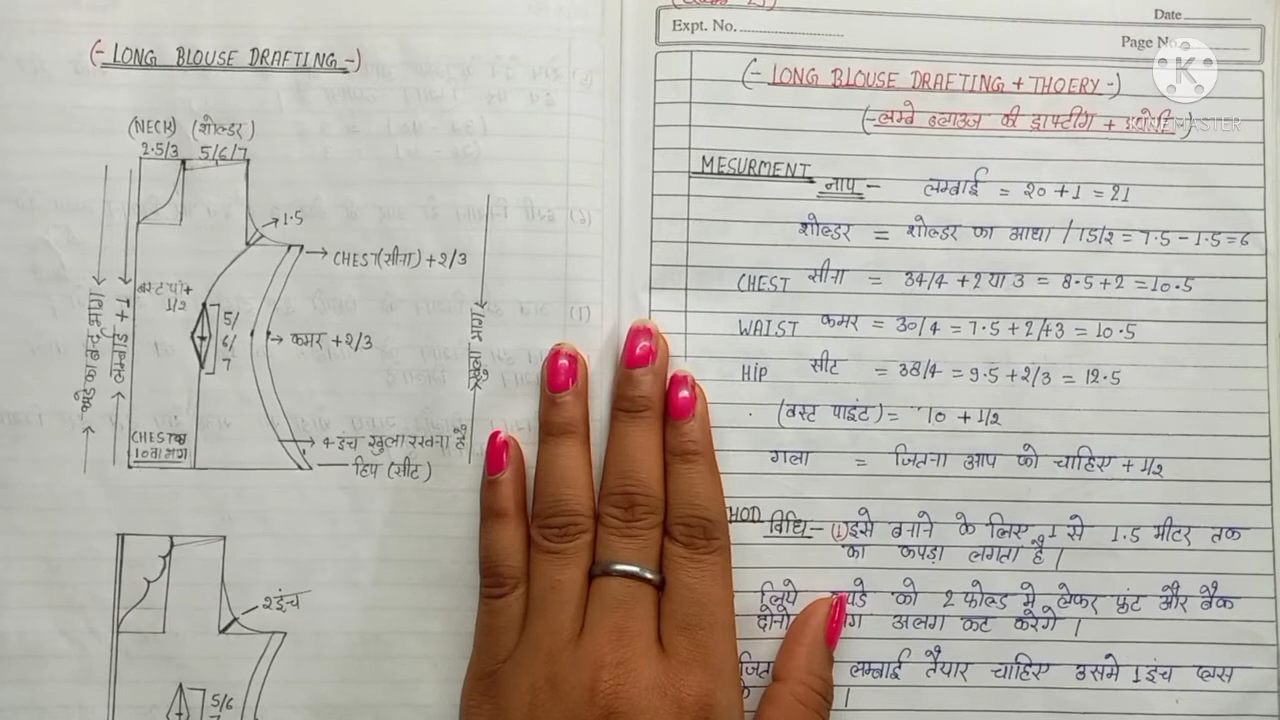 (- LONG BLOUSE DRAFTING -)
(NECK) (शोल्डर)
2.5/3 5/6/7
→1.5
→ CHEST (सीना) +2/3
बस्ट पॉ+
1/2
5/
6/
7
→ कमर +2/3
लम्बाई +1
खुला भाग
CHEST का
10वा भाग
→ 4 इंच खुला रखना है
हिप (सीट)
2 इंच
5/6
Date
Expt. No.
Page No.
K
KINEMASTER
(- LONG BLOUSE DRAFTING + THOERY -)
(- लम्बे ब्लाउज की ड्राफ्टींग +
MESURMENT
नाप - लम्बाई = 20 + 1 = 21
शोल्डर = शोल्डर का आधा / 15/2 = 7.5 - 1.5 = 6
CHEST सीना = 34/4 + 2 या 3 = 8.5 + 2 = 10.5
WAIST कमर = 30/4 = 7.5 + 2/+3 = 10.5
HIP सीट = 38/4 = 9.5 + 2/3 = 12.5
(बस्ट पाइंट) = 10 + 1/2
गला = जितना आप को चाहिए + 1/2
HOD विधि - (1) इसे बनाने के लिए 1 से 1.5 मीटर तक
का कपड़ा लगता है।
लिये को 2 फोल्ड मे लेकर फ्रंट और बैक
अलग कट करेगे।
लम्बाई तैयार चाहिए उसमे 1 इंच प्लस